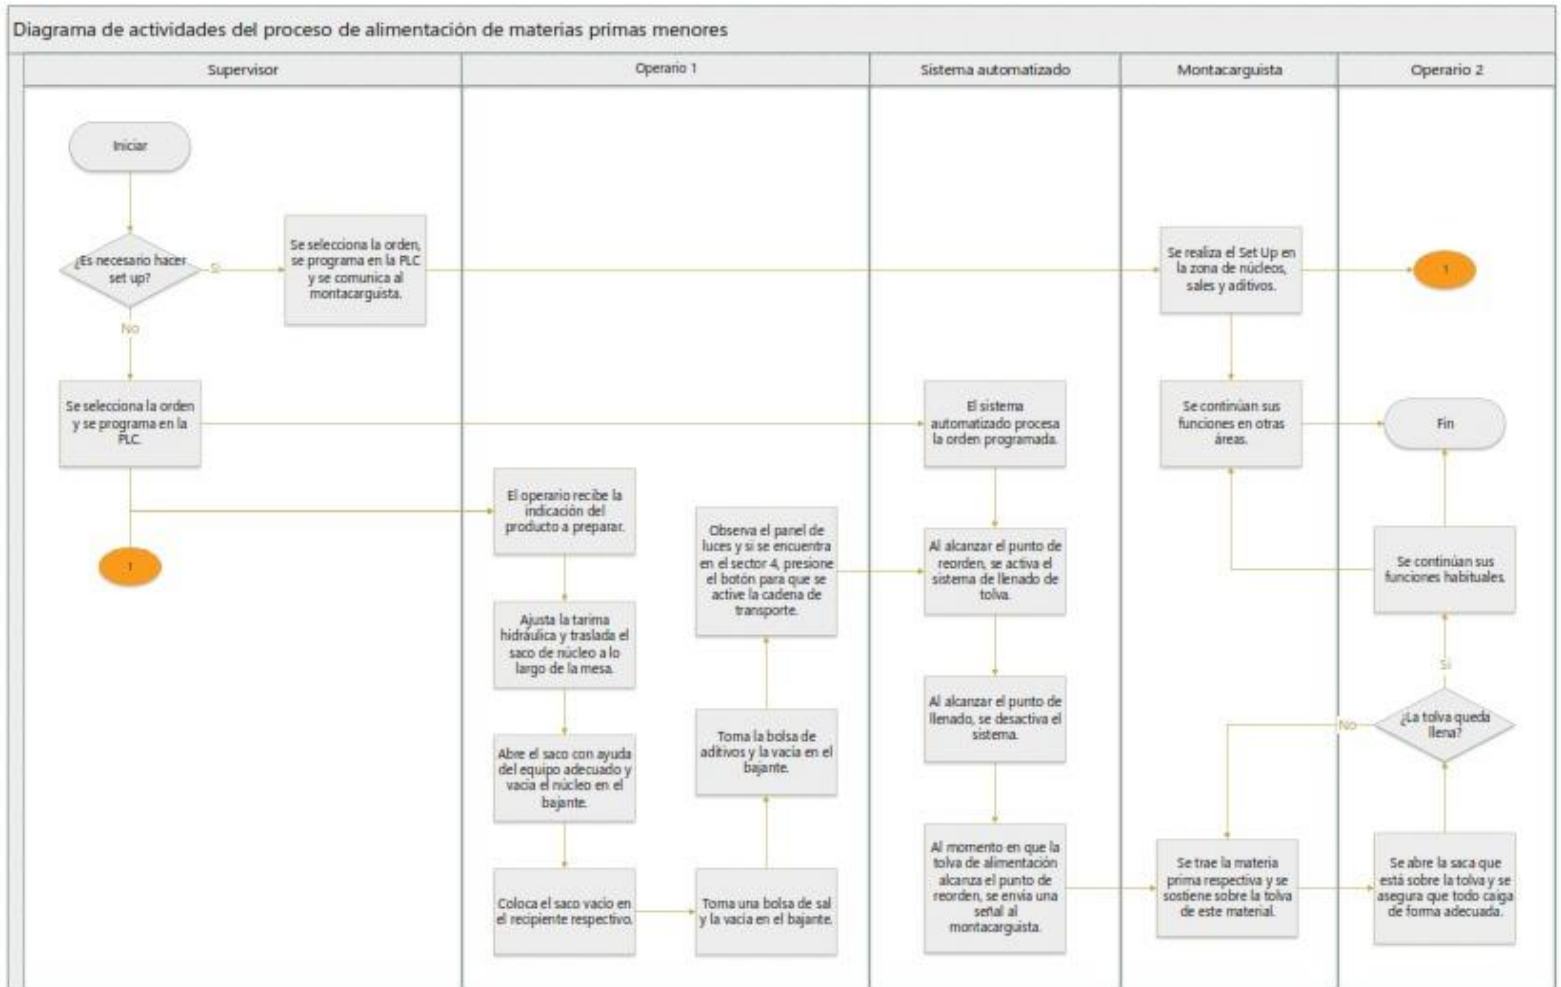 Diagrama de actividades del proceso de alimentación de materias primas menores
Supervisor
Operario 1
Sistema automatizado
Montacarguista
Operario 2
Iniciar
¿Es necesario hacer
set up?
Si
Se selecciona la orden,
se programa en la PLC
y se comunica al
montacarguista.
Se realiza el Set Up en
la zona de núcleos,
sales y aditivos.
1
No
Se selecciona la orden
y se programa en la
PLC.
El sistema
automatizado procesa
la orden programada.
Se continúan sus
funciones en otras
áreas.
Fin
1
El operario recibe la
indicación del
producto a preparar.
Ajusta la tarima
hidráulica y traslada el
saco de núcleo a lo
largo de la mesa.
Abre el saco con ayuda
del equipo adecuado y
vacia el núcleo en el
bajante.
Coloca el saco vacio en
el recipiente respectivo.
Toma una bolsa de sal
y la vacia en el bajante.
Toma la bolsa de
aditivos y la vacia en el
bajante.
Observa el panel de
luces y si se encuentra
en el sector 4, presione
el botón para que se
active la cadena de
transporte.
Al alcanzar el punto de
reorden, se activa el
sistema de llenado de
tolva.
Al alcanzar el punto de
llenado, se desactiva el
sistema.
Al momento en que la
tolva de alimentación
alcanza el punto de
reorden, se envia una
señal al
montacarguista.
Se trae la materia
prima respectiva y se
sostiene sobre la tolva
de este material.
Se abre la saca que
está sobre la tolva y se
asegura que todo caiga
de forma adecuada.
¿La tolva queda
llena?
No
Si
Se continúan sus
funciones habituales.